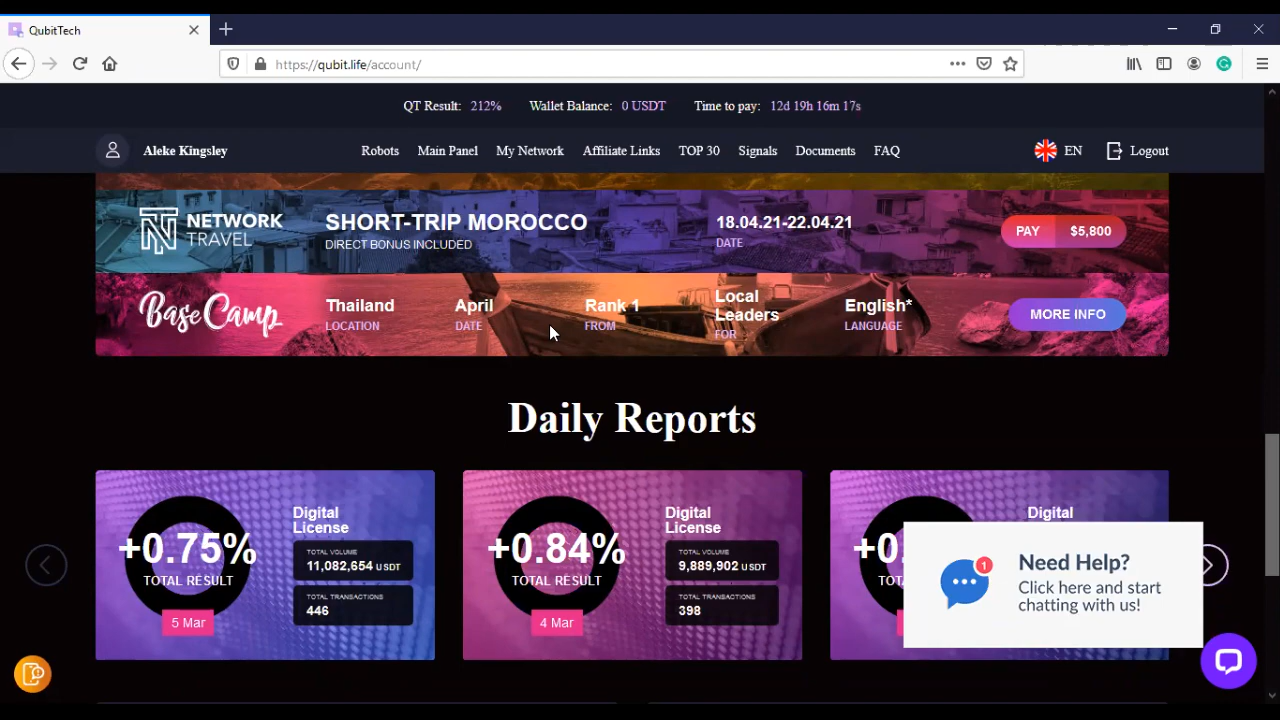 QubitTech
https://qubit.life/account/
QT Result: 212% Wallet Balance: 0 USDT Time to pay: 12d 19h 16m 17s
Aleke Kingsley Robots Main Panel My Network Affiliate Links TOP 30 Signals Documents FAQ EN Logout
NETWORK TRAVEL
SHORT-TRIP MOROCCO
DIRECT BONUS INCLUDED
18.04.21-22.04.21
DATE
PAY $5,800
BaseCamp
Thailand
LOCATION
April
DATE
Rank 1
FROM
Local
Leaders
FOR
English*
LANGUAGE
MORE INFO
Daily Reports
+0.75%
TOTAL RESULT
5 Mar
Digital
License
TOTAL VOLUME
11,082,654 USDT
TOTAL TRANSACTIONS
446
+0.84%
TOTAL RESULT
4 Mar
Digital
License
TOTAL VOLUME
9,889,902 USDT
TOTAL TRANSACTIONS
398
+0.
Digital
Need Help?
Click here and start
chatting with us!
1